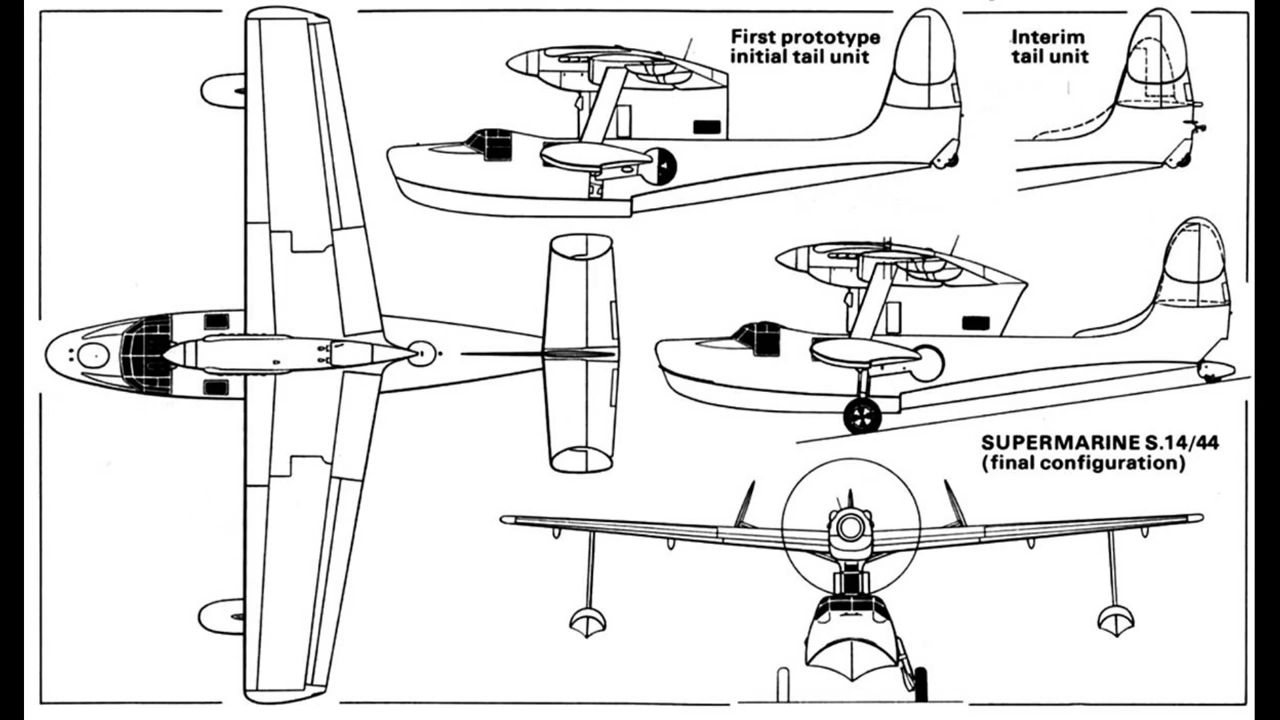 First prototype
initial tail unit
Interim
tail unit
SUPERMARINE S.14/44
(final configuration)